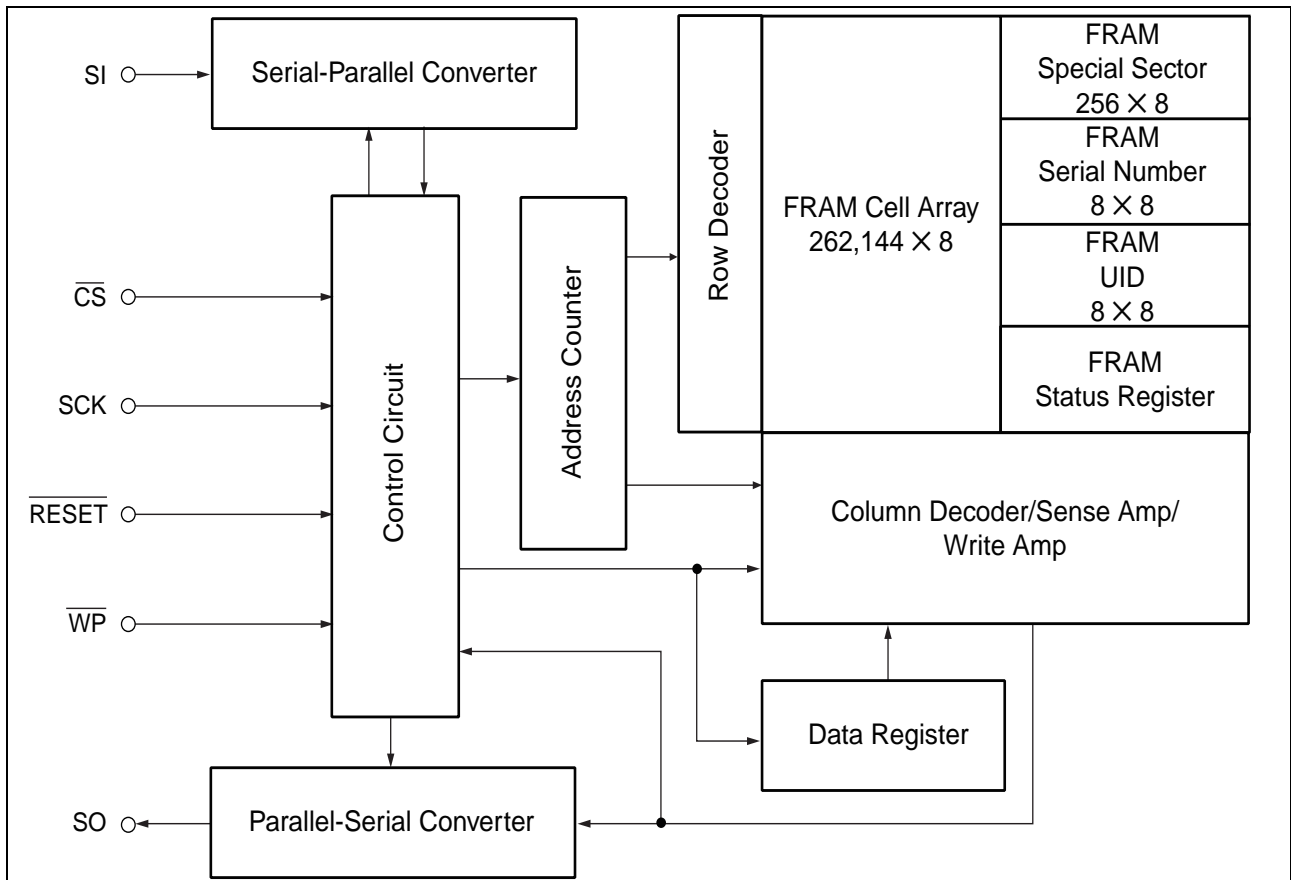 SI
Serial-Parallel Converter
CS
SCK
RESET
WP
SO
Control Circuit
Address Counter
Row Decoder
FRAM Cell Array
262,144 × 8
FRAM
Special Sector
256 × 8
FRAM
Serial Number
8 × 8
FRAM
UID
8 × 8
FRAM
Status Register
Column Decoder/Sense Amp/
Write Amp
Data Register
Parallel-Serial Converter